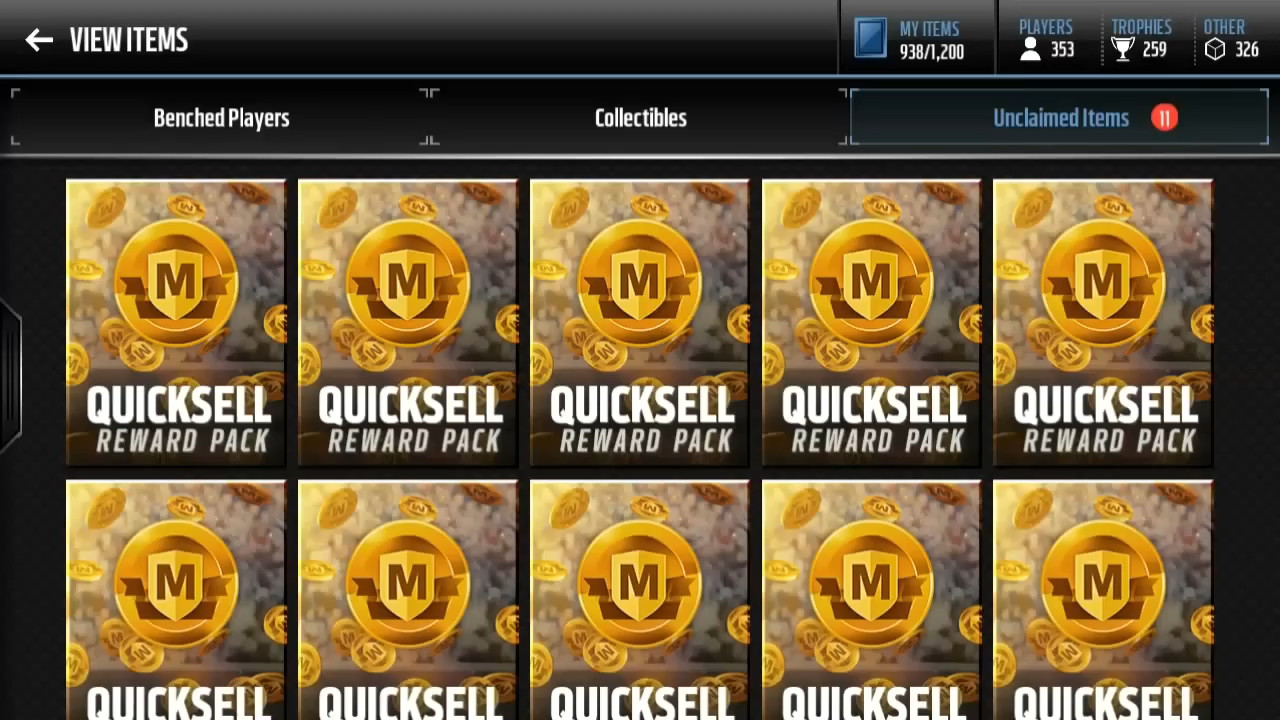 VIEW ITEMS
MY ITEMS
938/1,200
PLAYERS
353
TROPHIES
259
OTHER
326
Benched Players
Collectibles
Unclaimed Items
11
M M M M M
QUICKSELL QUICKSELL QUICKSELL QUICKSELL QUICKSELL
REWARD PACK REWARD PACK REWARD PACK REWARD PACK REWARD PACK
M M M M M
QUICKSELL QUICKSELL QUICKSELL QUICKSELL QUICKSELL